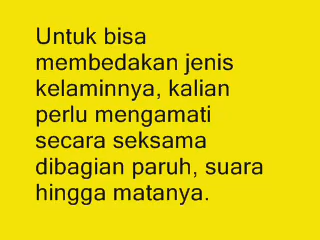 Untuk bisa
membedakan jenis
kelaminnya, kalian
perlu mengamati
secara seksama
dibagian paruh, suara
hingga matanya.